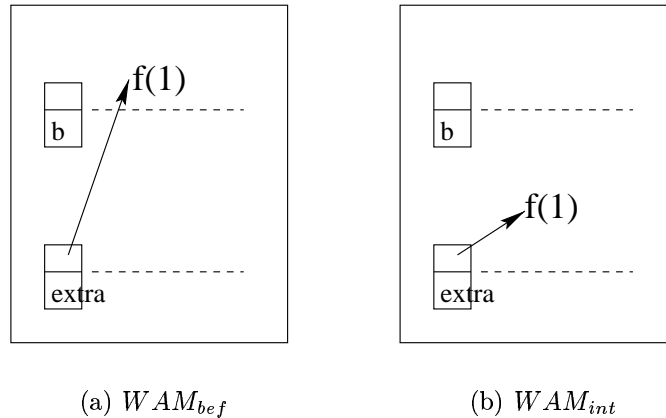 f(1)
b
extra
f(1)
b
extra
(a) WAM_bef
(b) WAM_int